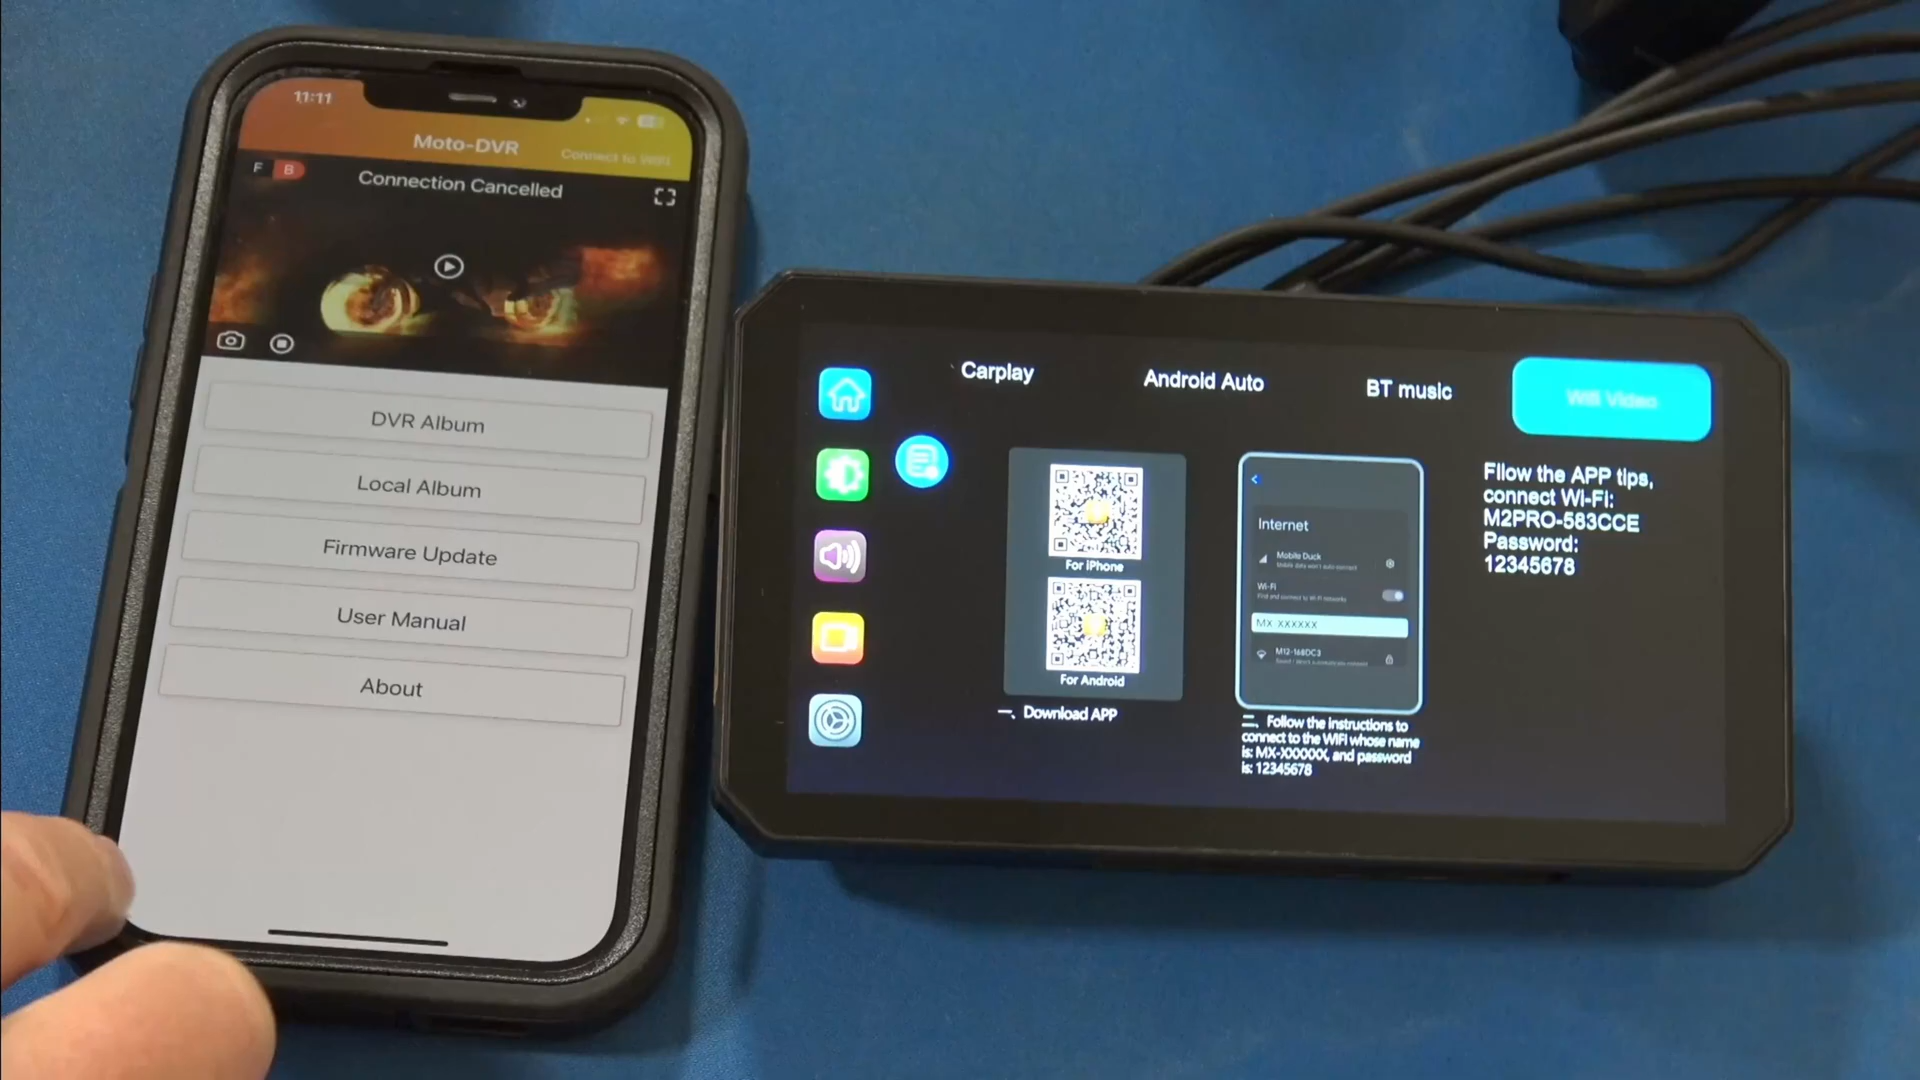 11:11
Moto-DVR
Connect to WIFI
F B
Connection Cancelled
DVR Album
Local Album
Firmware Update
User Manual
About
Carplay
Android Auto
BT music
Wifi Video
For iPhone
For Android
一、Download APP
Internet
Mobile Duck
Wi-Fi
MX XXXXXX
M12-168DC3
二、Follow the instructions to
connect to the WIFI whose name
is: MX-XXXXXX, and password
is: 12345678
Fllow the APP tips,
connect Wi-Fi:
M2PRO-583CCE
Password:
12345678